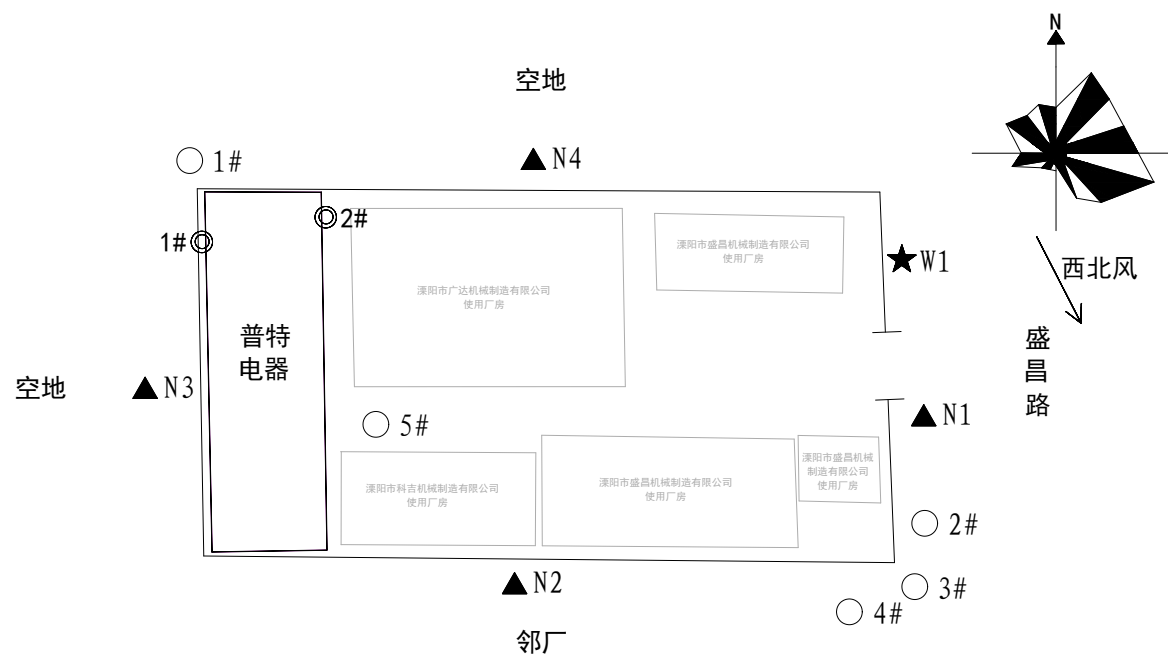 N
空地
1#
N4
2#
1#
溧阳市广达机械制造有限公司
使用厂房
溧阳市盛昌机械制造有限公司
使用厂房
W1
西北风
普特
电器
盛
昌
路
空地
N3
5#
N1
溧阳市科吉机械制造有限公司
使用厂房
溧阳市盛昌机械制造有限公司
使用厂房
溧阳市盛昌机械
制造有限公司
使用厂房
2#
N2
3#
4#
邻厂